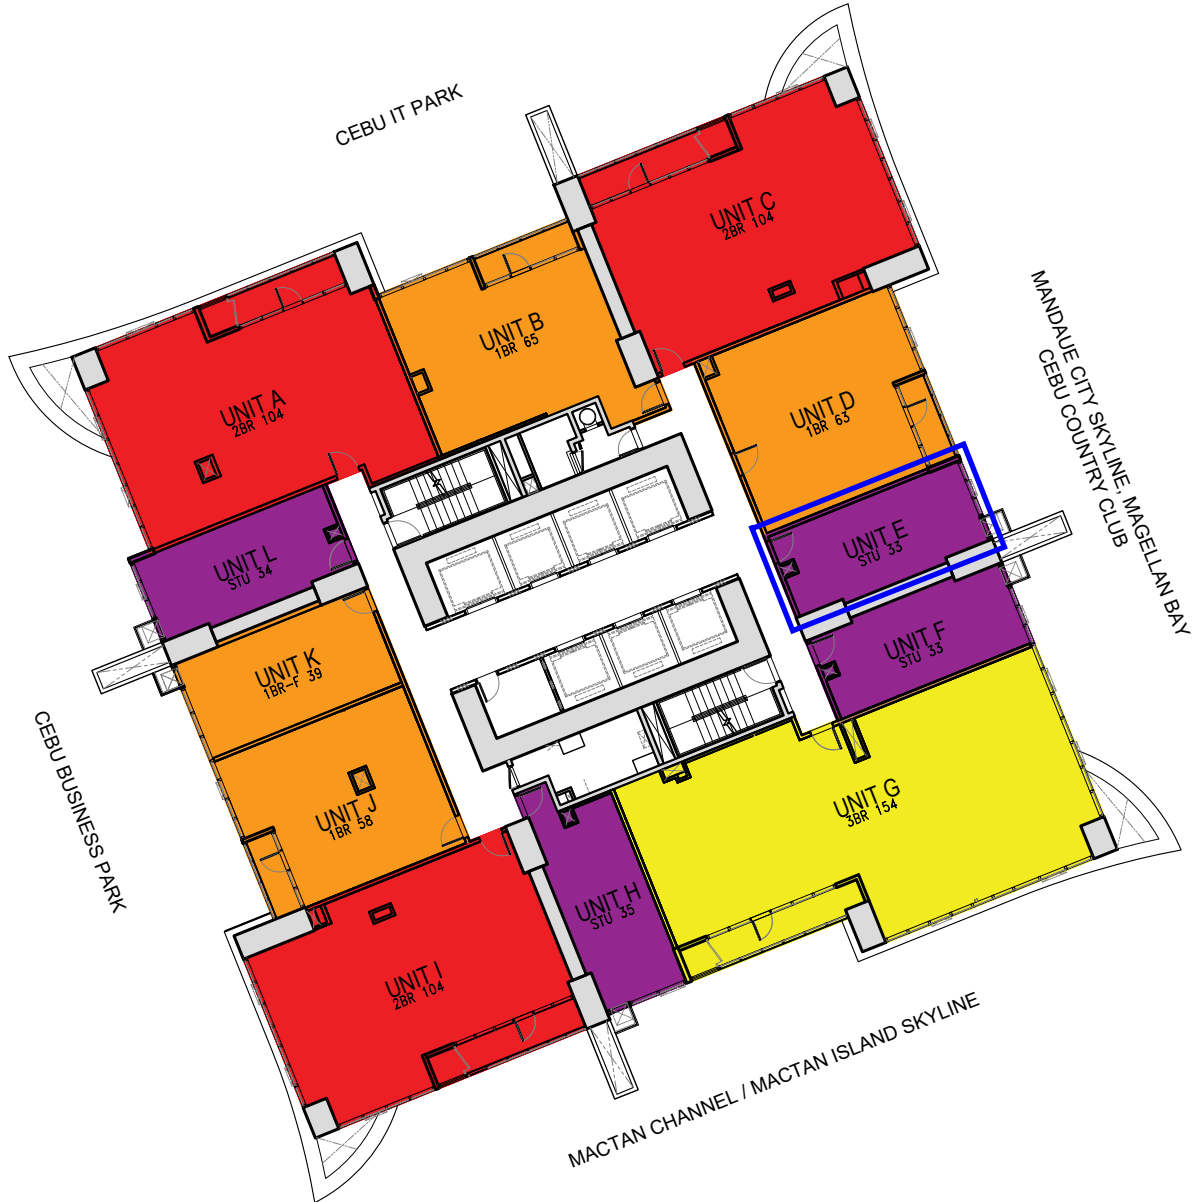 CEBU IT PARK
UNIT C
2BR 104
UNIT B
1BR 65
UNIT A
2BR 104
UNIT D
1BR 63
MANDAUE CITY SKYLINE, MAGELLAN BAY
CEBU COUNTRY CLUB
UNIT E
STU 33
UNIT L
STU 34
UNIT F
STU 33
UNIT K
1BR-F 39
UNIT J
1BR 58
UNIT G
3BR 154
CEBU BUSINESS PARK
UNIT H
STU 35
UNIT I
2BR 104
MACTAN CHANNEL / MACTAN ISLAND SKYLINE